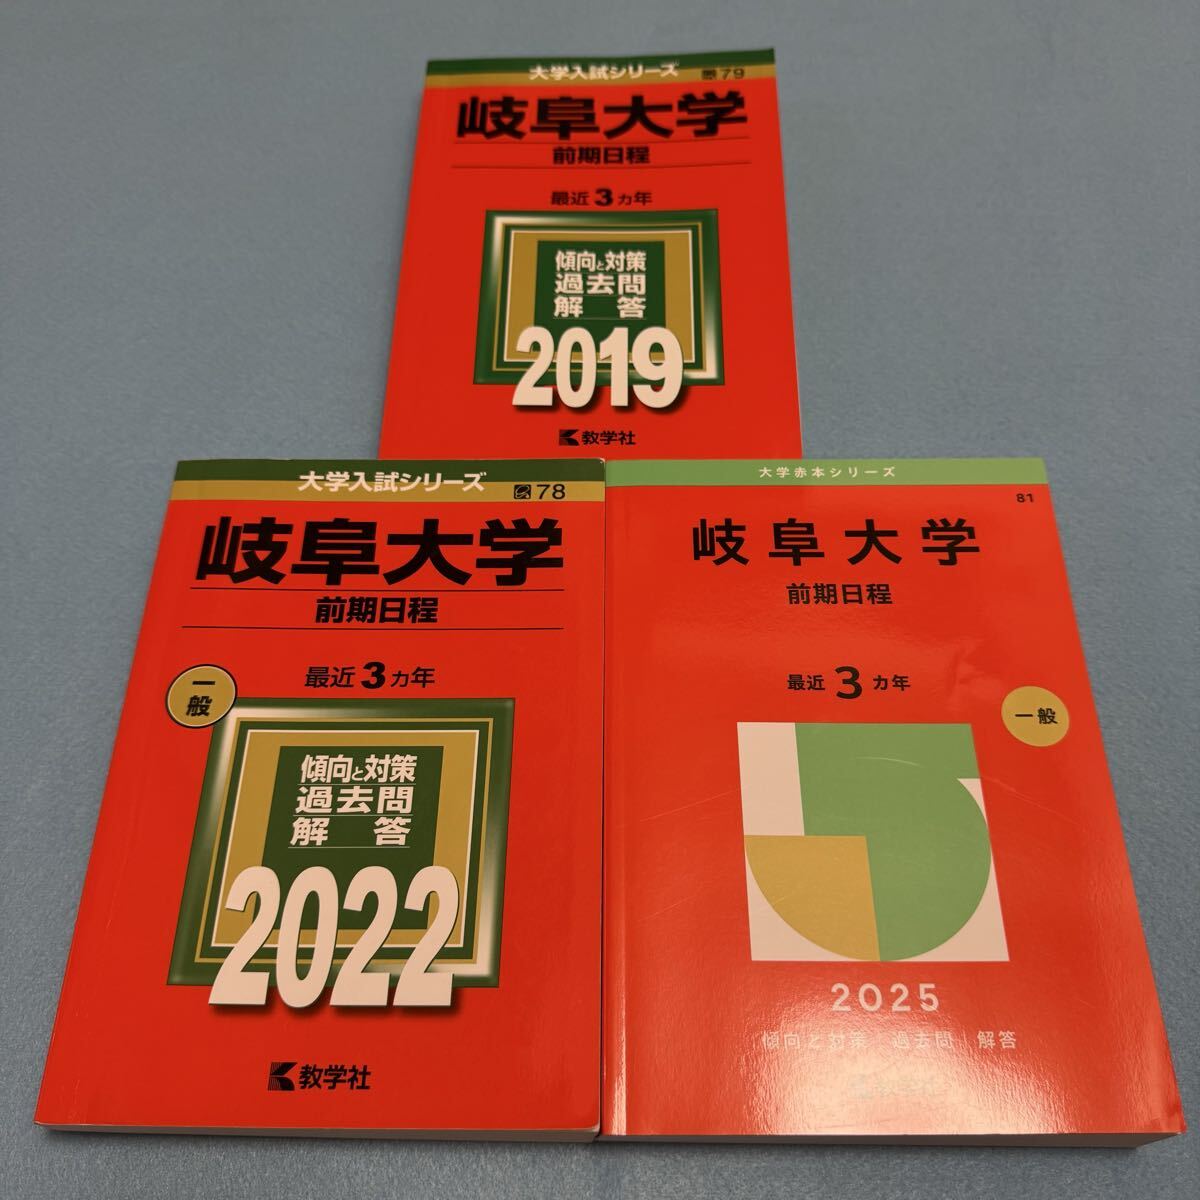 大学入試シリーズ
79
岐阜大学
前期日程
最近3カ年
傾向と対策
過去問
解答
2019
教学社
大学入試シリーズ
78
岐阜大学
前期日程
一般
最近3カ年
傾向と対策
過去問
解答
2022
教学社
大学赤本シリーズ
81
岐阜大学
前期日程
最近3カ年
一般
2025
傾向と対策｜過去問｜解答
教学社